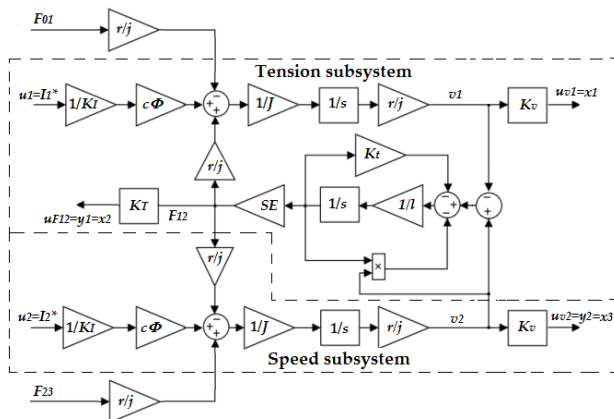 F01
r/j
Tension subsystem
u1=I1*
1/KI
cΦ
1/J
1/s
r/j
v1
Kv
uv1=x1
r/j
Kt
KT
F12
SE
1/s
1/l
uF12=y1=x2
r/j
×
u2=I2*
1/KI
cΦ
1/J
1/s
r/j
v2
Kv
uv2=y2=x3
Speed subsystem
F23
r/j